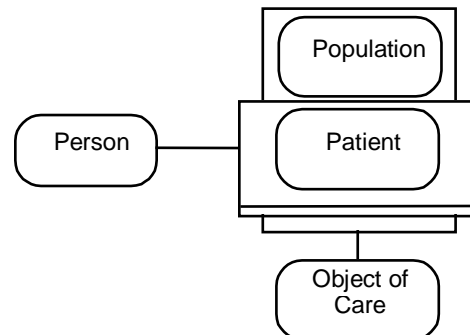 Population
Person
Patient
Object of
Care